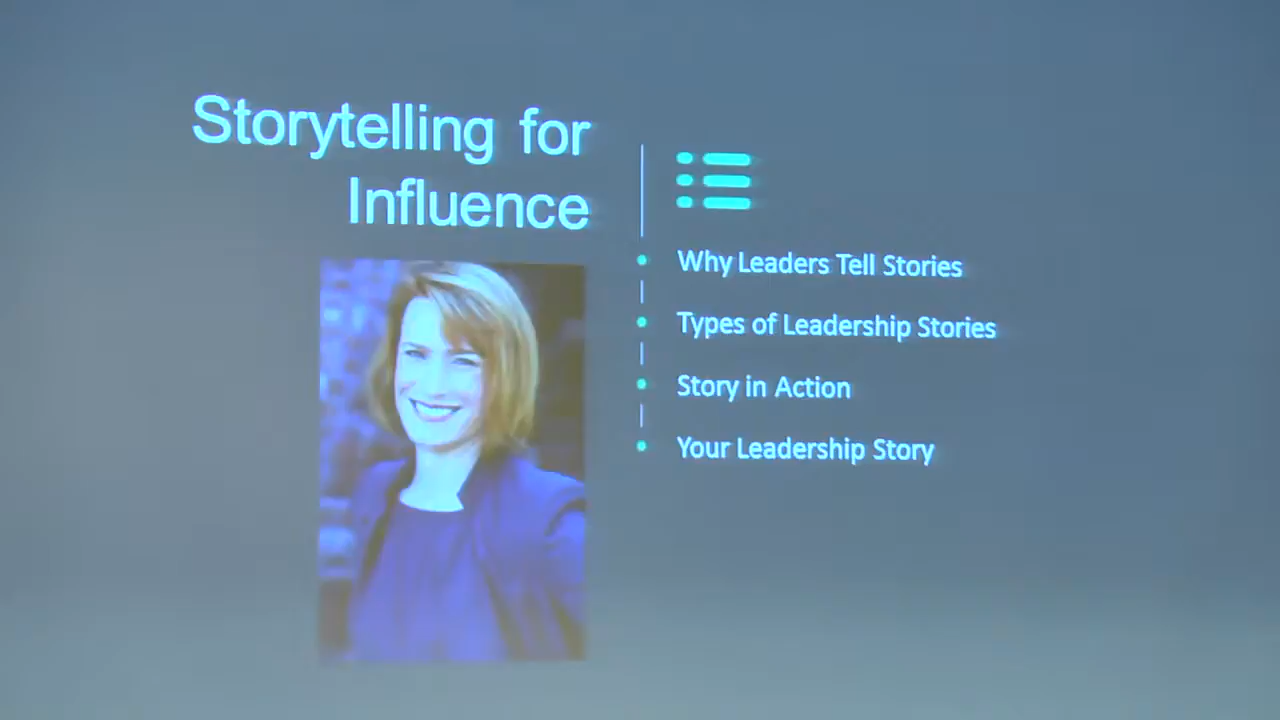 Storytelling for
Influence
Why Leaders Tell Stories
Types of Leadership Stories
Story in Action
Your Leadership Story